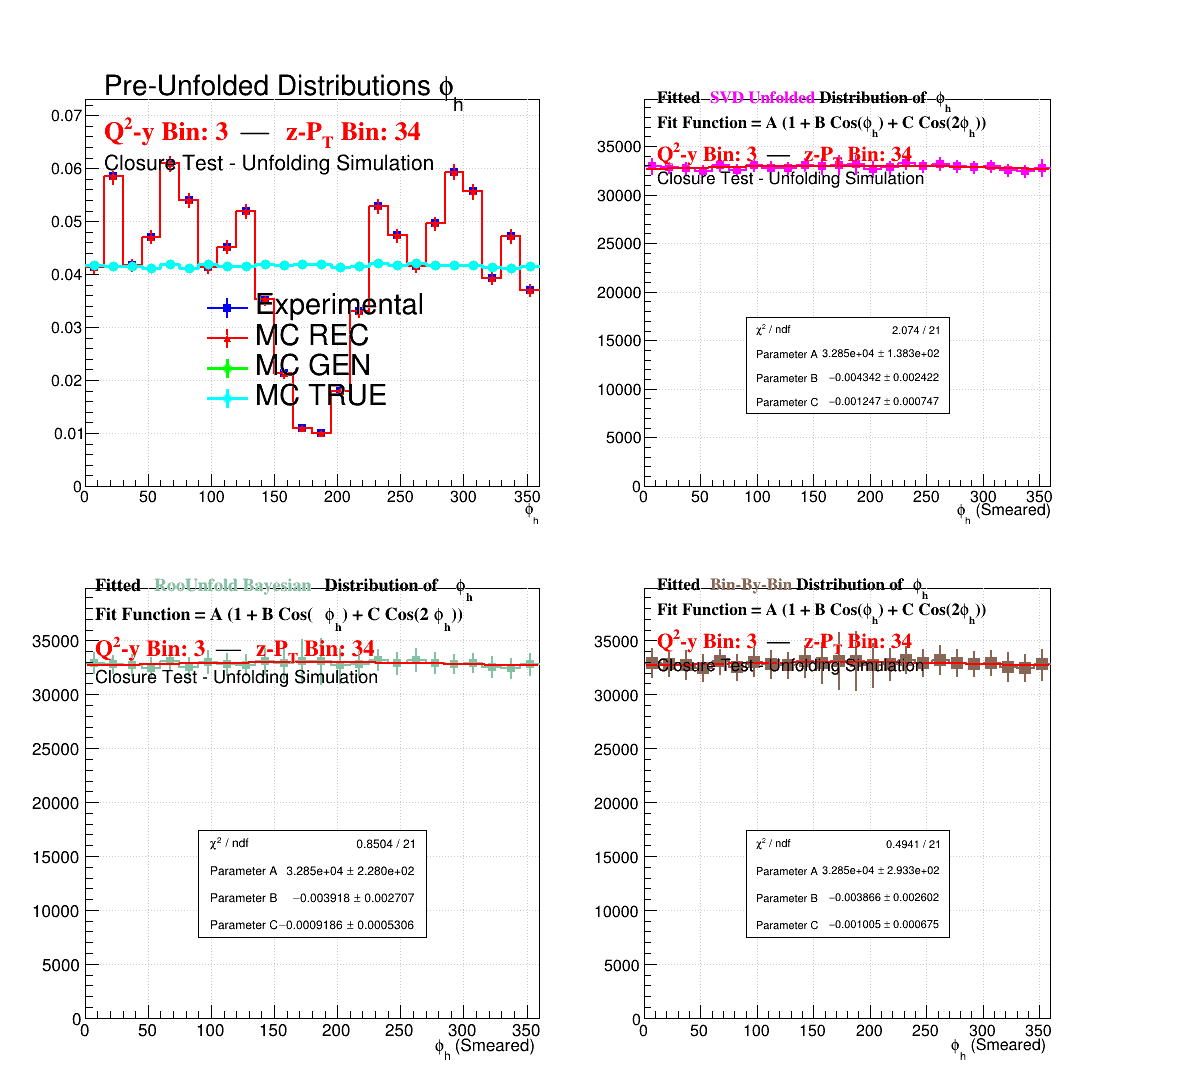 Pre-Unfolded Distributions ϕh
Q2-y Bin: 3 — z-PT Bin: 34
Closure Test - Unfolding Simulation
0.07
0.06
0.05
0.04
0.03
0.02
0.01
0
Experimental
MC REC
MC GEN
MC TRUE
0 50 100 150 200 250 300 350
ϕh
Fitted SVD Unfolded Distribution of ϕh
Fit Function = A (1 + B Cos(ϕh) + C Cos(2ϕh))
Q2-y Bin: 3 — z-PT Bin: 34
Closure Test - Unfolding Simulation
35000
30000
25000
20000
15000
10000
5000
0
χ2 / ndf 2.074 / 21
Parameter A 3.285e+04 ± 1.383e+02
Parameter B −0.004342 ± 0.002422
Parameter C −0.001247 ± 0.000747
0 50 100 150 200 250 300 350
ϕh (Smeared)
Fitted RooUnfold Bayesian Distribution of ϕh
Fit Function = A (1 + B Cos( ϕh) + C Cos(2 ϕh))
Q2-y Bin: 3 — z-PT Bin: 34
Closure Test - Unfolding Simulation
35000
30000
25000
20000
15000
10000
5000
0
χ2 / ndf 0.8504 / 21
Parameter A 3.285e+04 ± 2.280e+02
Parameter B −0.003918 ± 0.002707
Parameter C −0.0009186 ± 0.0005306
0 50 100 150 200 250 300 350
ϕh (Smeared)
Fitted Bin-By-Bin Distribution of ϕh
Fit Function = A (1 + B Cos(ϕh) + C Cos(2ϕh))
Q2-y Bin: 3 — z-PT Bin: 34
Closure Test - Unfolding Simulation
35000
30000
25000
20000
15000
10000
5000
0
χ2 / ndf 0.4941 / 21
Parameter A 3.285e+04 ± 2.933e+02
Parameter B −0.003866 ± 0.002602
Parameter C −0.001005 ± 0.000675
0 50 100 150 200 250 300 350
ϕh (Smeared)